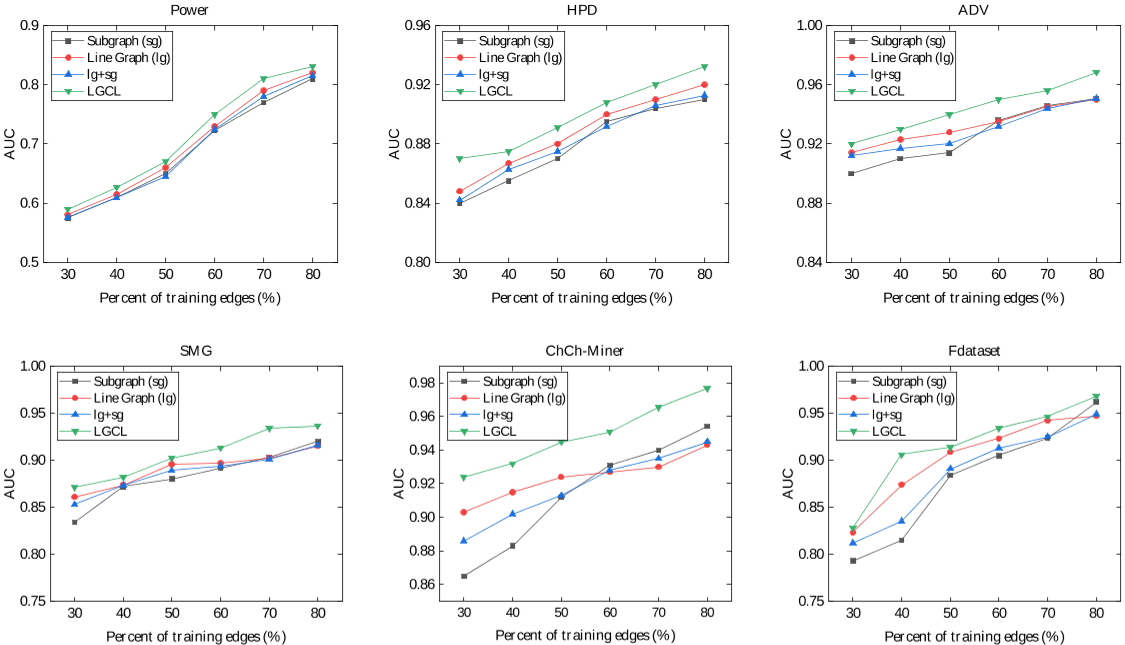 Power
0.9
0.8
0.7
0.6
0.5
AUC
Subgraph (sg)
Line Graph (lg)
lg+sg
LGCL
30 40 50 60 70 80
Percent of training edges (%)
HPD
0.96
0.92
0.88
0.84
0.80
AUC
Subgraph (sg)
Line Graph (lg)
lg+sg
LGCL
30 40 50 60 70 80
Percent of training edges (%)
ADV
1.00
0.96
0.92
0.88
0.84
AUC
Subgraph (sg)
Line Graph (lg)
lg+sg
LGCL
30 40 50 60 70 80
Percent of training edges (%)
SMG
1.00
0.95
0.90
0.85
0.80
0.75
AUC
Subgraph (sg)
Line Graph (lg)
lg+sg
LGCL
30 40 50 60 70 80
Percent of training edges (%)
ChCh-Miner
0.98
0.96
0.94
0.92
0.90
0.88
0.86
AUC
Subgraph (sg)
Line Graph (lg)
lg+sg
LGCL
30 40 50 60 70 80
Percent of training edges (%)
Fdataset
1.00
0.95
0.90
0.85
0.80
0.75
AUC
Subgraph (sg)
Line Graph (lg)
lg+sg
LGCL
30 40 50 60 70 80
Percent of training edges (%)